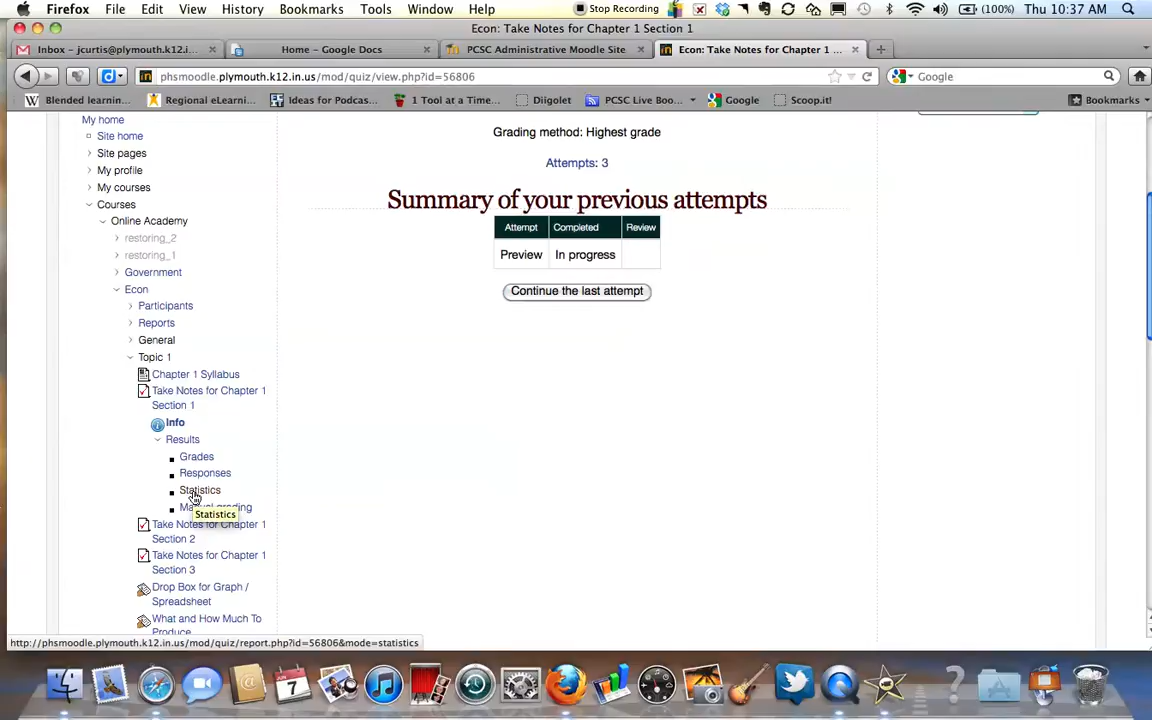 Firefox File Edit View History Bookmarks Tools Window Help Stop Recording (100%) Thu 10:37 AM
Econ: Take Notes for Chapter 1 Section 1
Inbox – jcurtis@plymouth.k12.i... Home – Google Docs PCSC Administrative Moodle Site Econ: Take Notes for Chapter 1 ...
phsmoodle.plymouth.k12.in.us/mod/quiz/view.php?id=56806 Google
Blended learnin... Regional eLearni... Ideas for Podcas... 1 Tool at a Time... Diigolet PCSC Live Boo... Google Scoop.it! Bookmarks
My home
Site home
Site pages
My profile
My courses
Courses
Online Academy
restoring_2
restoring_1
Government
Econ
Participants
Reports
General
Topic 1
Chapter 1 Syllabus
Take Notes for Chapter 1
Section 1
Info
Results
Grades
Responses
Statistics
Manual grading
Statistics
Take Notes for Chapter 1
Section 2
Take Notes for Chapter 1
Section 3
Drop Box for Graph /
Spreadsheet
What and How Much To
Produce
Grading method: Highest grade
Attempts: 3
Summary of your previous attempts
Attempt Completed Review
Preview In progress
Continue the last attempt
http://phsmoodle.plymouth.k12.in.us/mod/quiz/report.php?id=56806&mode=statistics
7